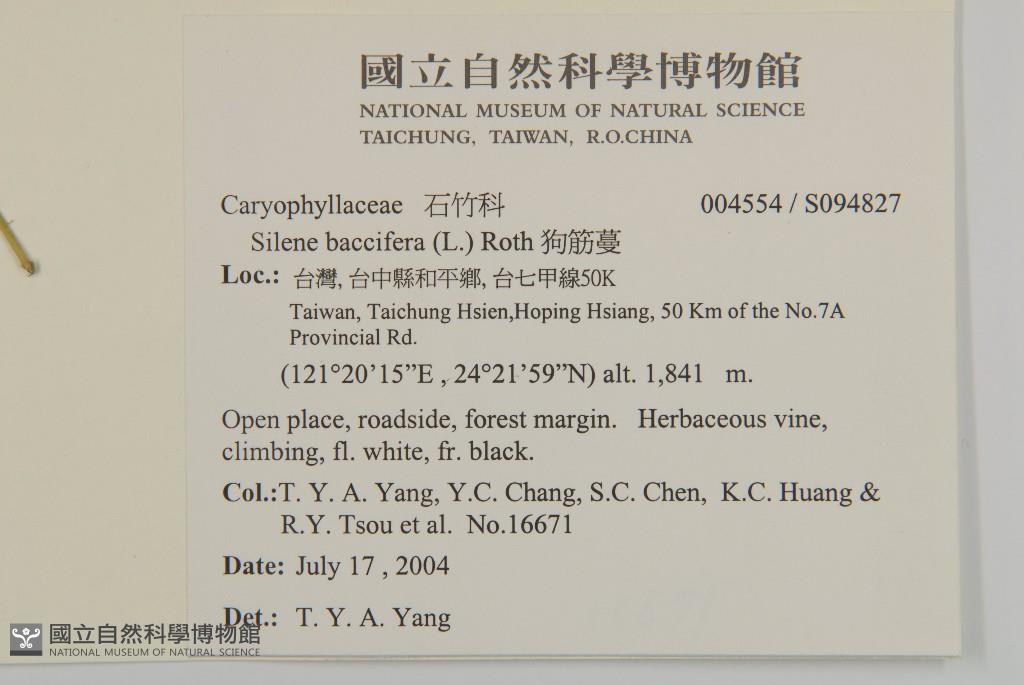 國立自然科學博物館
NATIONAL MUSEUM OF NATURAL SCIENCE
TAICHUNG, TAIWAN, R.O.CHINA
Caryophyllaceae 石竹科 004554 / S094827
Silene baccifera (L.) Roth 狗筋蔓
Loc.: 台灣, 台中縣和平鄉, 台七甲線50K
Taiwan, Taichung Hsien,Hoping Hsiang, 50 Km of the No.7A
Provincial Rd.
(121°20’15”E , 24°21’59”N) alt. 1,841 m.
Open place, roadside, forest margin. Herbaceous vine,
climbing, fl. white, fr. black.
Col.:T. Y. A. Yang, Y.C. Chang, S.C. Chen, K.C. Huang &
R.Y. Tsou et al. No.16671
Date: July 17 , 2004
Det.: T. Y. A. Yang
國立自然科學博物館
NATIONAL MUSEUM OF NATURAL SCIENCE